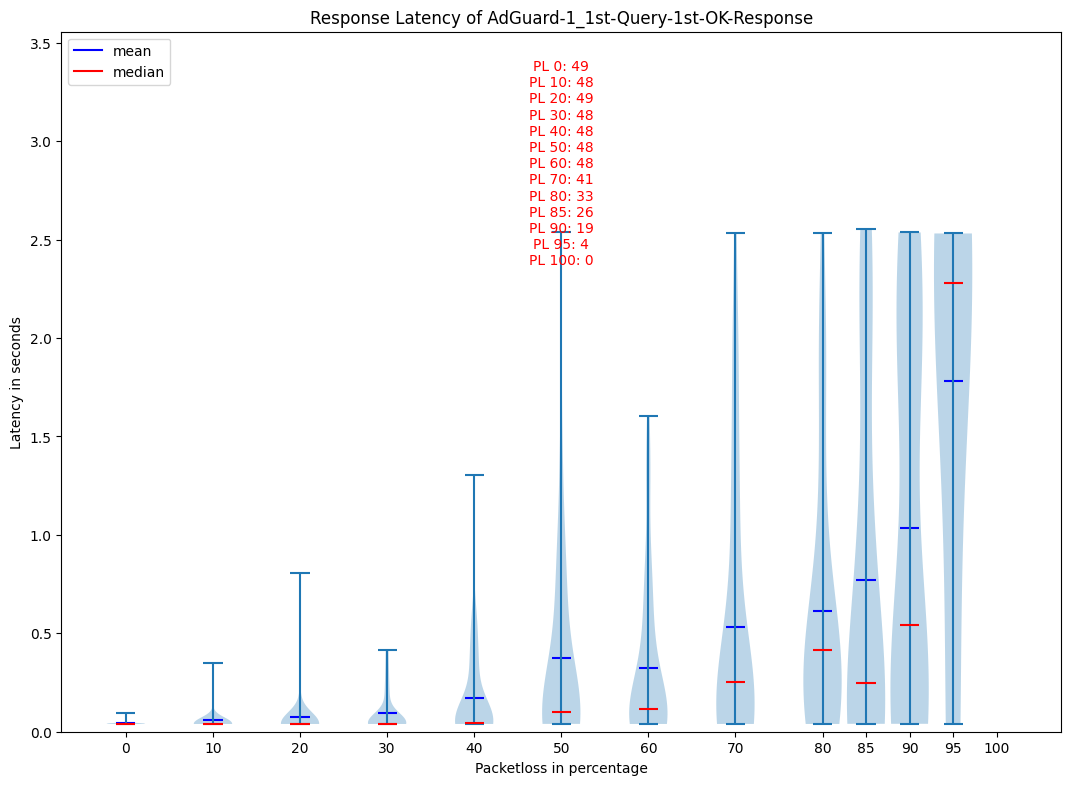 Response Latency of AdGuard-1_1st-Query-1st-OK-Response
mean
median
PL 0: 49
PL 10: 48
PL 20: 49
PL 30: 48
PL 40: 48
PL 50: 48
PL 60: 48
PL 70: 41
PL 80: 33
PL 85: 26
PL 90: 19
PL 95: 4
PL 100: 0
Latency in seconds
3.5
3.0
2.5
2.0
1.5
1.0
0.5
0.0
0 10 20 30 40 50 60 70 80 85 90 95 100
Packetloss in percentage